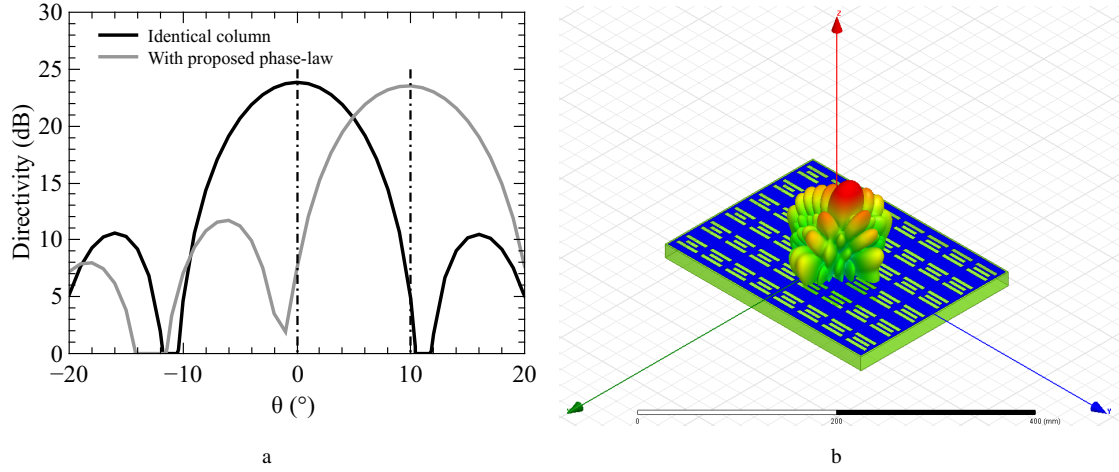 30
25
20
15
10
5
0
Directivity (dB)
Identical column
With proposed phase-law
−20
−10
0
10
20
θ (°)
a
Z
Y
0
200
400 (mm)
b